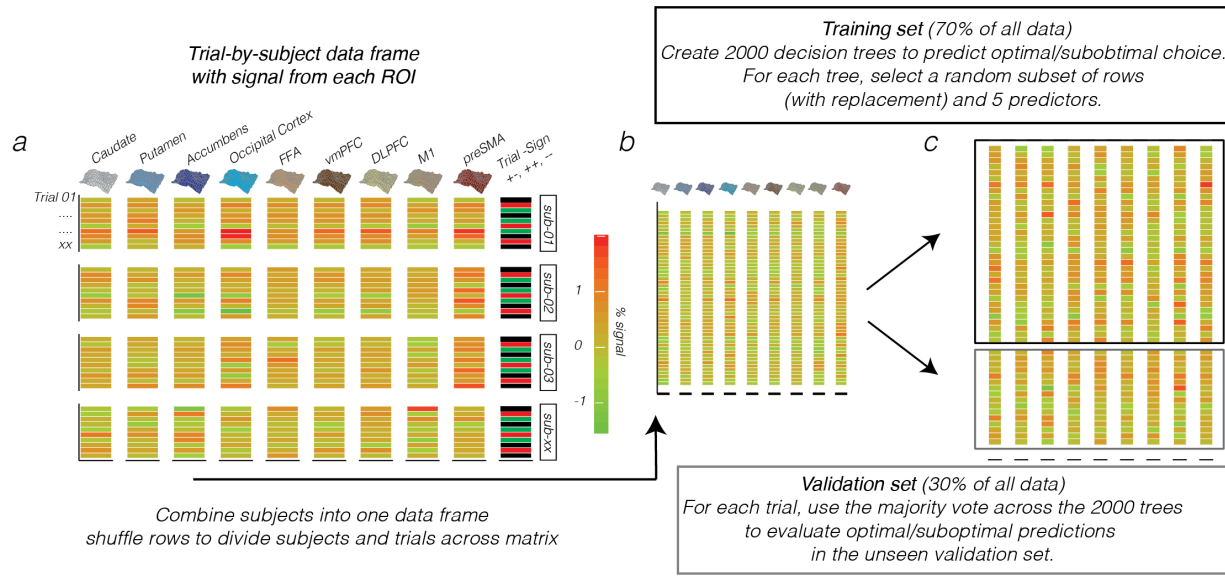 Trial-by-subject data frame
with signal from each ROI
Training set (70% of all data)
Create 2000 decision trees to predict optimal/subobtimal choice.
For each tree, select a random subset of rows
(with replacement) and 5 predictors.
a
Caudate
Putamen
Accumbens
Occipital Cortex
FFA
vmPFC
DLPFC
M1
preSMA
Trial -Sign
+-, ++, --
b
c
Trial 01
....
....
xx
sub-01
sub-02
sub-03
sub-xx
1
0
-1
% signal
Combine subjects into one data frame
shuffle rows to divide subjects and trials across matrix
Validation set (30% of all data)
For each trial, use the majority vote across the 2000 trees
to evaluate optimal/suboptimal predictions
in the unseen validation set.